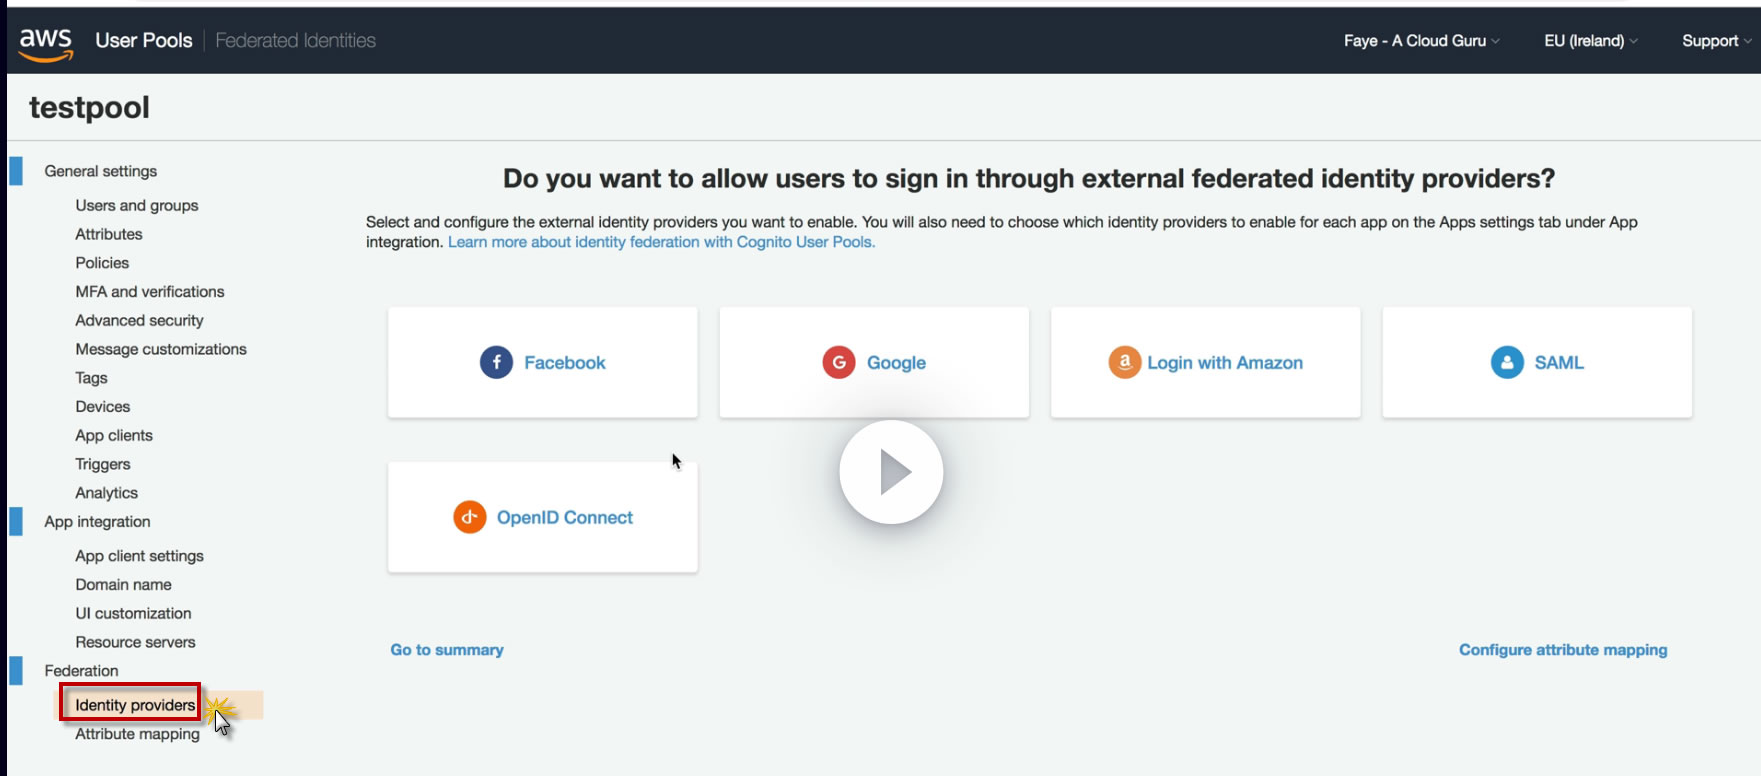 aws User Pools Federated Identities Faye - A Cloud Guru EU (Ireland) Support
testpool
General settings
Users and groups
Attributes
Policies
MFA and verifications
Advanced security
Message customizations
Tags
Devices
App clients
Triggers
Analytics
App integration
App client settings
Domain name
UI customization
Resource servers
Federation
Identity providers
Attribute mapping
Do you want to allow users to sign in through external federated identity providers?
Select and configure the external identity providers you want to enable. You will also need to choose which identity providers to enable for each app on the Apps settings tab under App
integration. Learn more about identity federation with Cognito User Pools.
f Facebook
G Google
a Login with Amazon
SAML
OpenID Connect
Go to summary
Configure attribute mapping